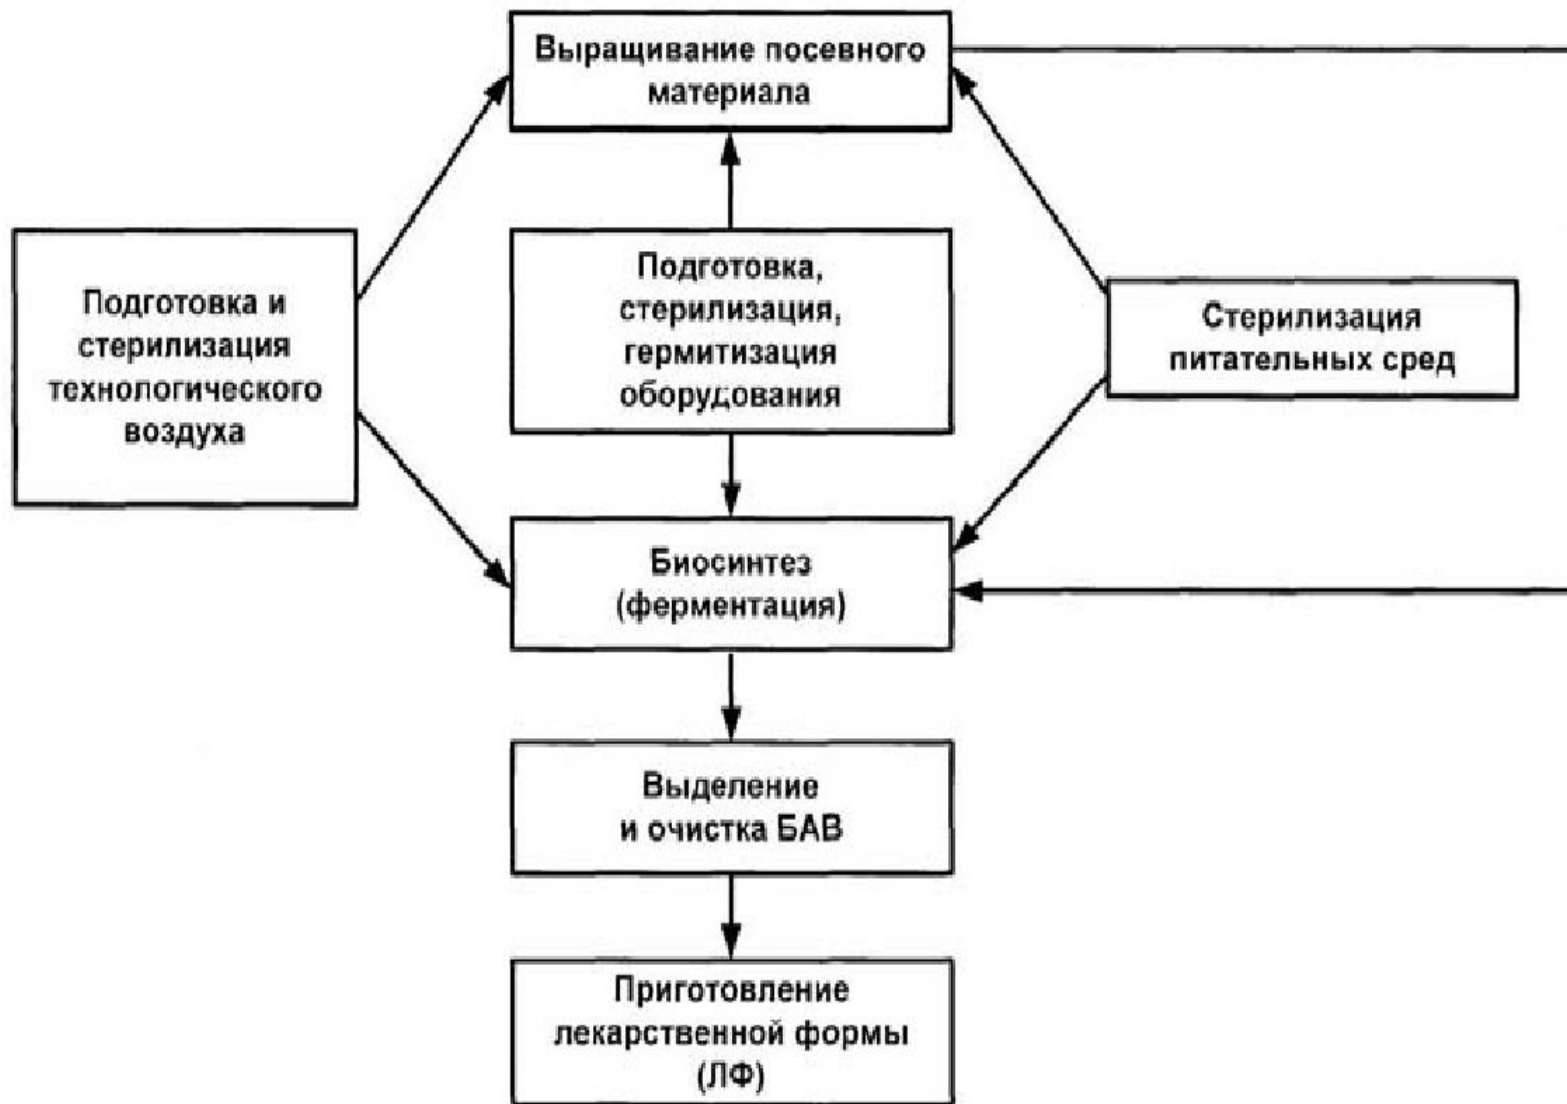 Выращивание посевного
материала
Подготовка и
стерилизация
технологического
воздуха
Подготовка,
стерилизация,
гермитизация
оборудования
Стерилизация
питательных сред
Биосинтез
(ферментация)
Выделение
и очистка БАВ
Приготовление
лекарственной формы
(ЛФ)